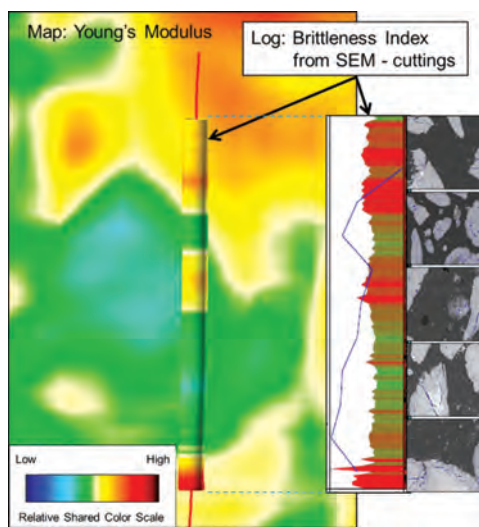 Map: Young's Modulus
Log: Brittleness Index
from SEM - cuttings
Low
High
Relative Shared Color Scale